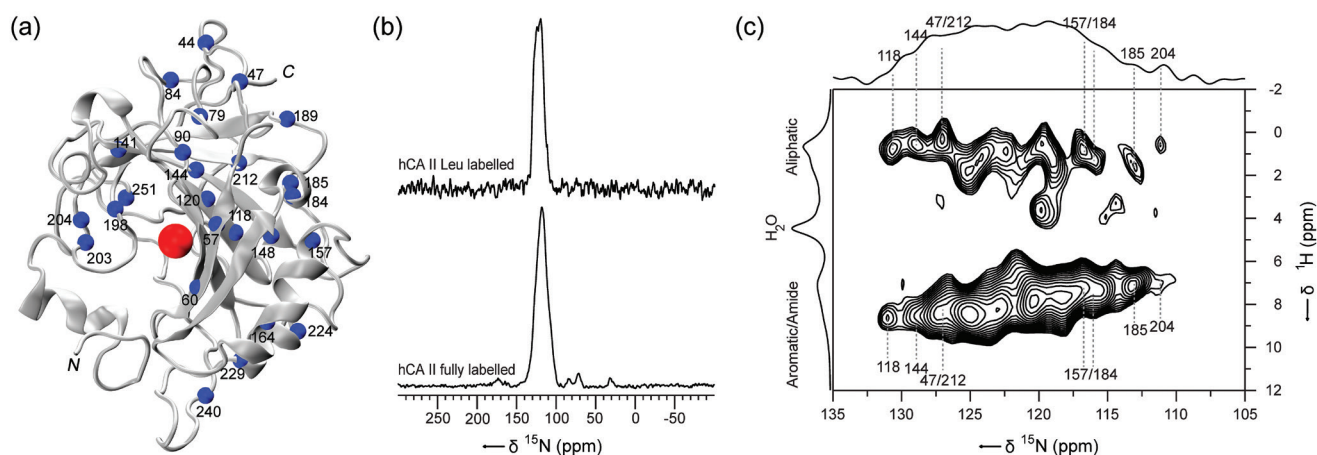 (a)
44
47
C
84
79
189
141
90
144
212
185
184
251
120
204
198
118
57
203
148
157
60
N
164
224
229
240
(b)
hCA II Leu labelled
hCA II fully labelled
250 200 150 100 50 0 -50
← δ 15N (ppm)
(c)
47/212
157/184
144
118
185 204
-2
0
2
4
6
8
10
12
Aliphatic
H2O
Aromatic/Amide
← δ 1H (ppm)
185 204
118 144
47/212
157/184
135 130 125 120 115 110 105
← δ 15N (ppm)